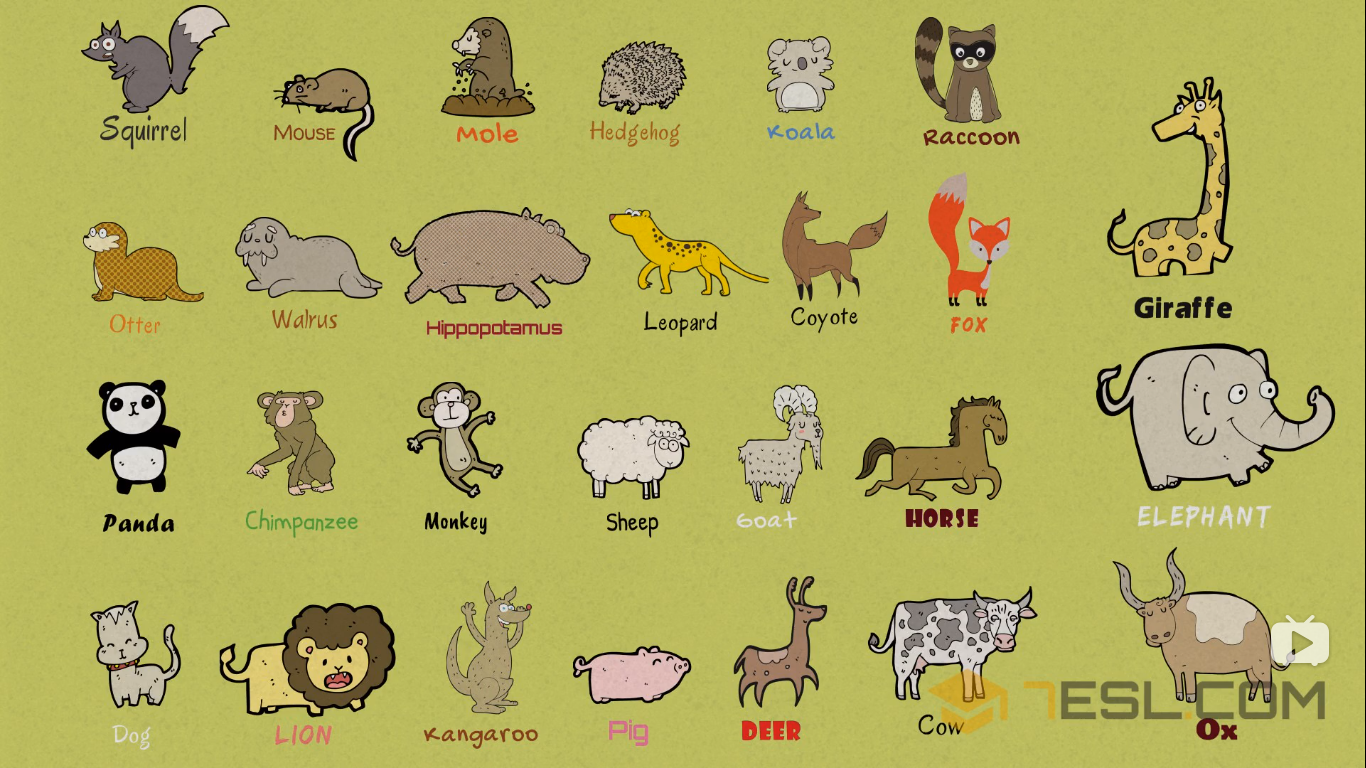 Squirrel
Mouse
Mole
Hedgehog
Koala
Raccoon
Otter
Walrus
Hippopotamus
Leopard
Coyote
FOX
Giraffe
Panda
Chimpanzee
Monkey
Sheep
Goat
HORSE
ELEPHANT
Dog
LION
Kangaroo
Pig
DEER
Cow
Ox
7ESL.COM